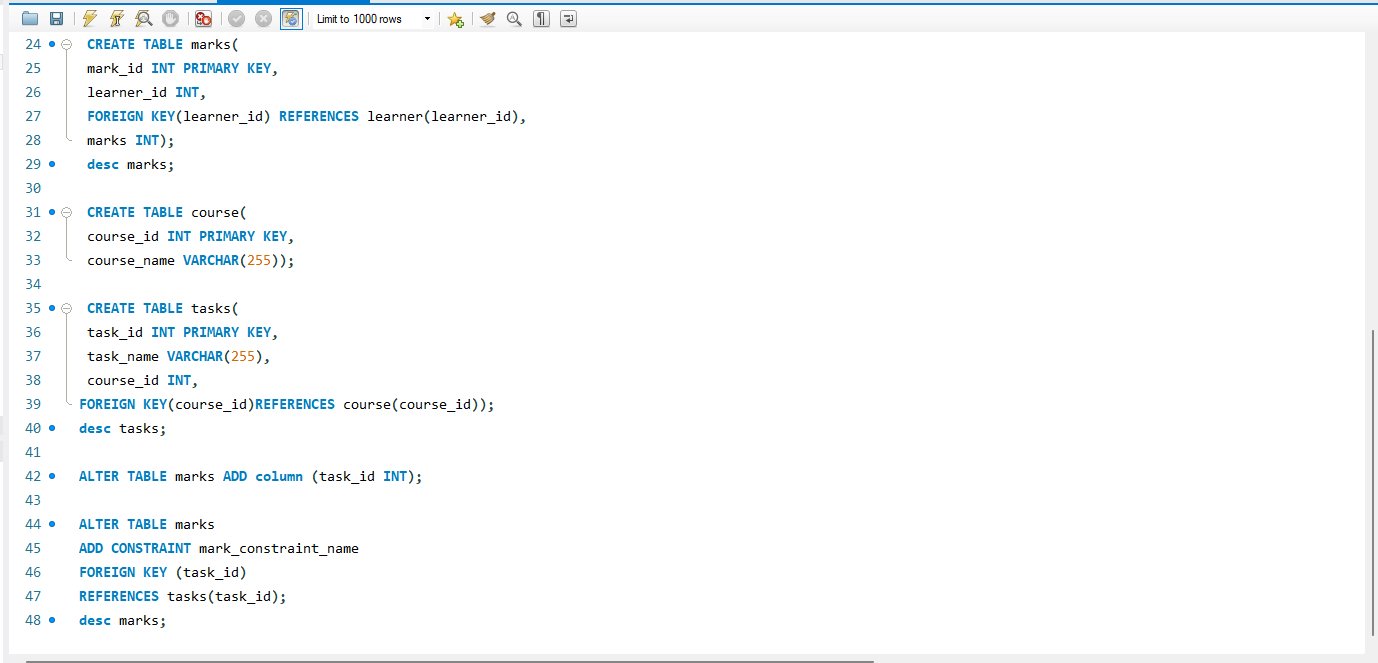 Limit to 1000 rows
24 CREATE TABLE marks(
25 mark_id INT PRIMARY KEY,
26 learner_id INT,
27 FOREIGN KEY(learner_id) REFERENCES learner(learner_id),
28 marks INT);
29 desc marks;
30
31 CREATE TABLE course(
32 course_id INT PRIMARY KEY,
33 course_name VARCHAR(255));
34
35 CREATE TABLE tasks(
36 task_id INT PRIMARY KEY,
37 task_name VARCHAR(255),
38 course_id INT,
39 FOREIGN KEY(course_id)REFERENCES course(course_id));
40 desc tasks;
41
42 ALTER TABLE marks ADD column (task_id INT);
43
44 ALTER TABLE marks
45 ADD CONSTRAINT mark_constraint_name
46 FOREIGN KEY (task_id)
47 REFERENCES tasks(task_id);
48 desc marks;